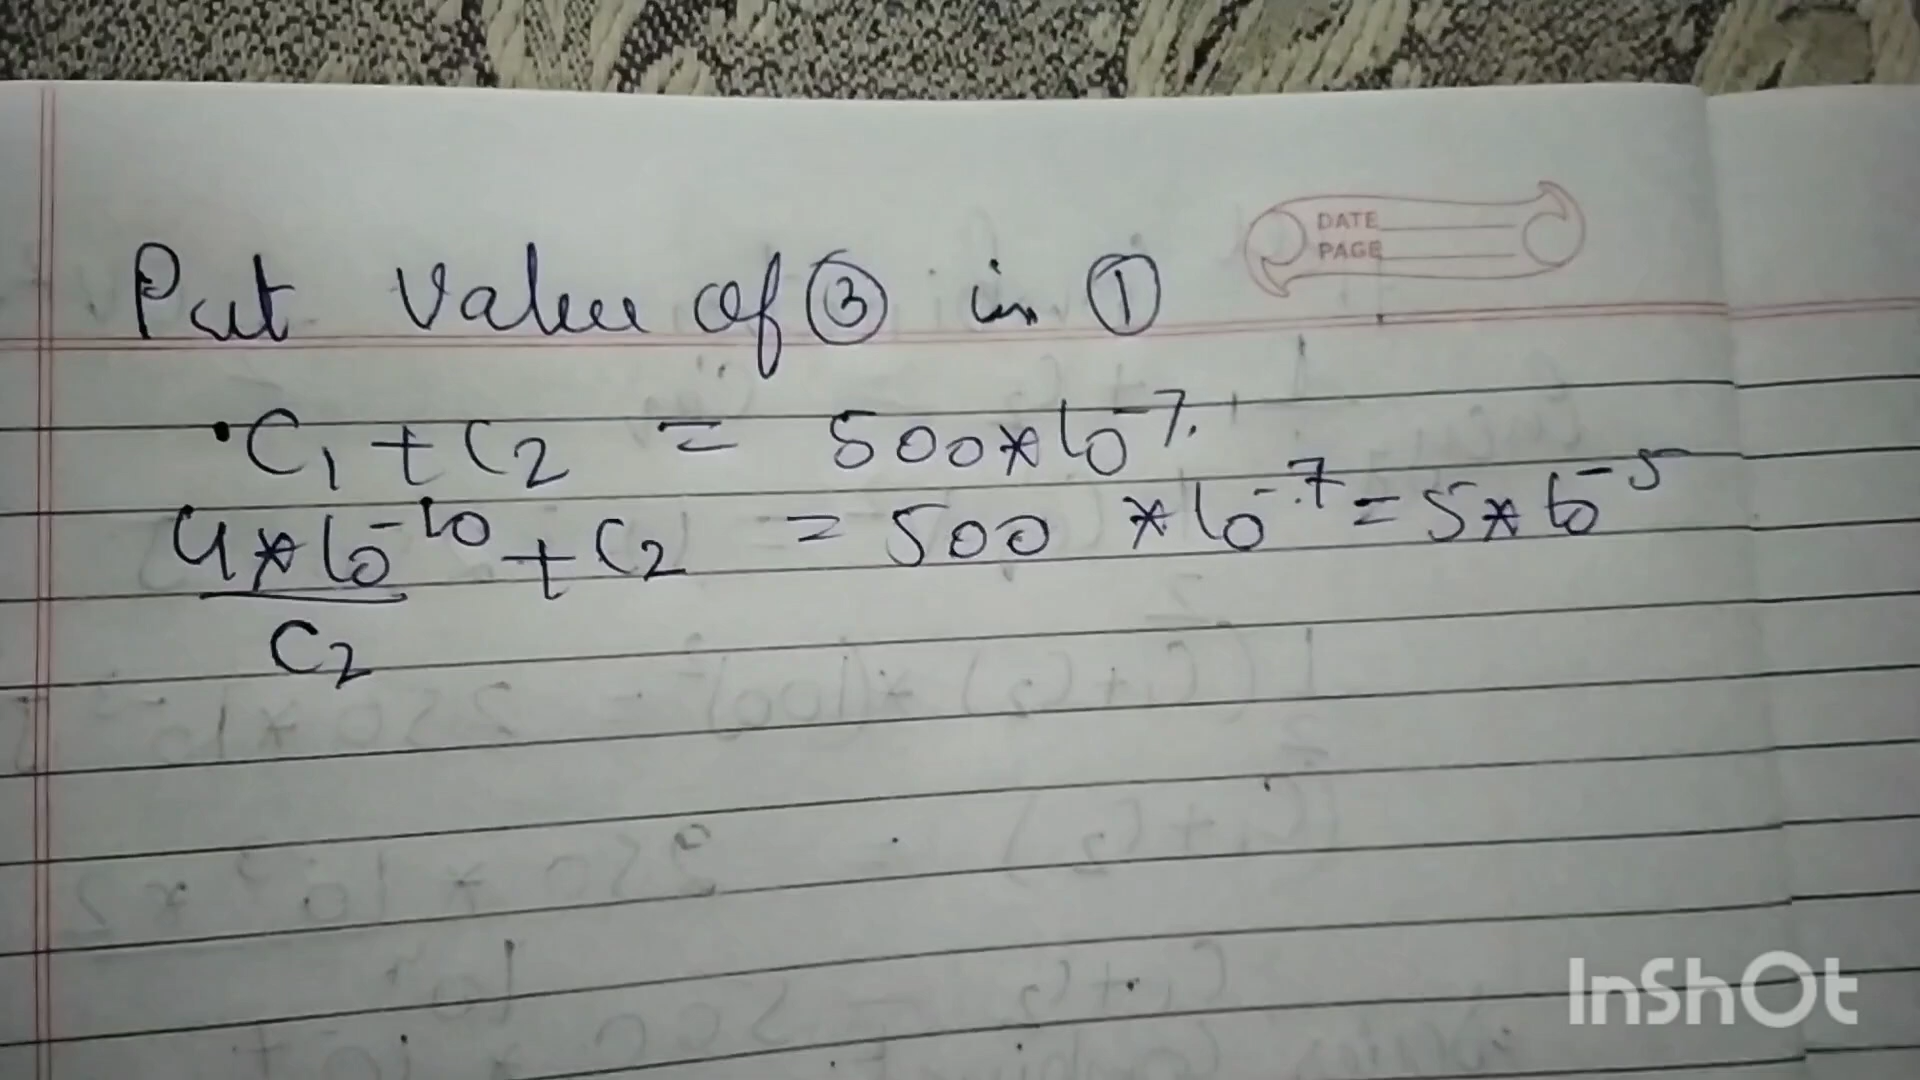 DATE
PAGE
Put Value of ③ in ①
C1 + C2 = 500*10^-7
4*10^-10/C2 + C2 = 500 *10^-7 = 5*10^-5
InShOt